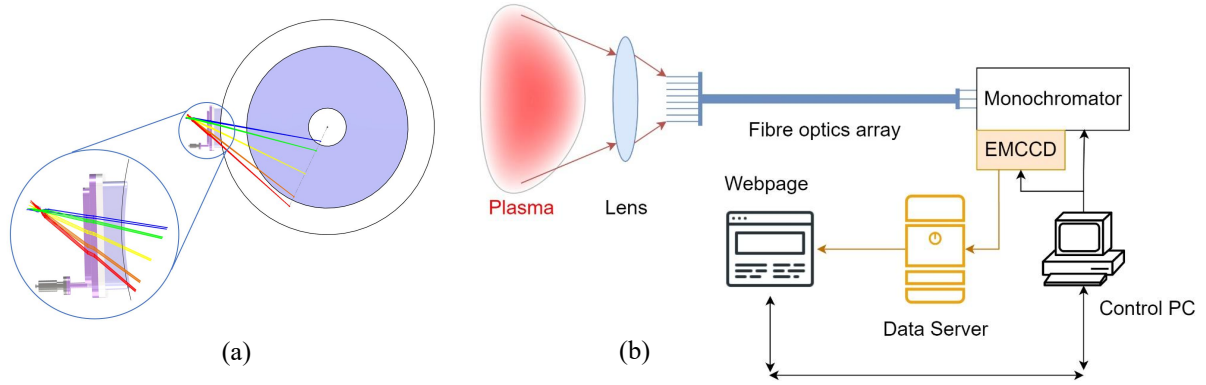 Monochromator
Fibre optics array
EMCCD
Webpage
Plasma
Lens
Data Server
Control PC
(a)
(b)